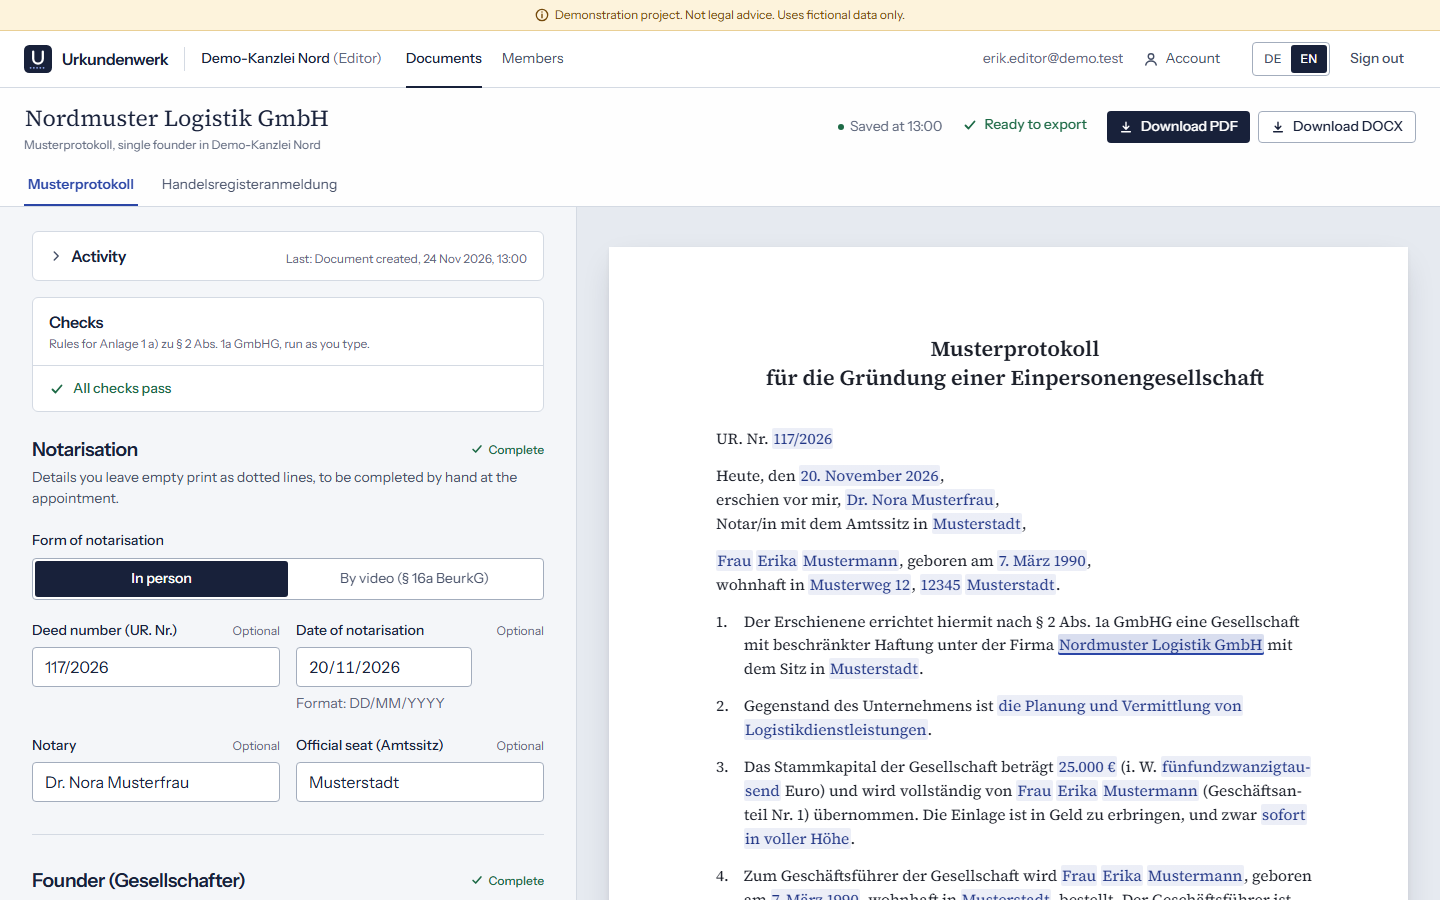 Demonstration project. Not legal advice. Uses fictional data only.
U Urkundenwerk
Demo-Kanzlei Nord (Editor)
Documents
Members
erik.editor@demo.test
Account
DE
EN
Sign out
Nordmuster Logistik GmbH
Musterprotokoll, single founder in Demo-Kanzlei Nord
Saved at 13:00
Ready to export
Download PDF
Download DOCX
Musterprotokoll
Handelsregisteranmeldung
Activity
Last: Document created, 24 Nov 2026, 13:00
Checks
Rules for Anlage 1 a) zu § 2 Abs. 1a GmbHG, run as you type.
All checks pass
Notarisation
Complete
Details you leave empty print as dotted lines, to be completed by hand at the
appointment.
Form of notarisation
In person
By video (§ 16a BeurkG)
Deed number (UR. Nr.)
Optional
Date of notarisation
Optional
117/2026
20/11/2026
Format: DD/MM/YYYY
Notary
Optional
Official seat (Amtssitz)
Optional
Dr. Nora Musterfrau
Musterstadt
Founder (Gesellschafter)
Complete
Musterprotokoll
für die Gründung einer Einpersonengesellschaft
UR. Nr. 117/2026
Heute, den 20. November 2026,
erschien vor mir, Dr. Nora Musterfrau,
Notar/in mit dem Amtssitz in Musterstadt,
Frau Erika Mustermann, geboren am 7. März 1990,
wohnhaft in Musterweg 12, 12345 Musterstadt.
1. Der Erschienene errichtet hiermit nach § 2 Abs. 1a GmbHG eine Gesellschaft
mit beschränkter Haftung unter der Firma Nordmuster Logistik GmbH mit
dem Sitz in Musterstadt.
2. Gegenstand des Unternehmens ist die Planung und Vermittlung von
Logistikdienstleistungen.
3. Das Stammkapital der Gesellschaft beträgt 25.000 € (i. W. fünfundzwanzigtau-
send Euro) und wird vollständig von Frau Erika Mustermann (Geschäftsan-
teil Nr. 1) übernommen. Die Einlage ist in Geld zu erbringen, und zwar sofort
in voller Höhe.
4. Zum Geschäftsführer der Gesellschaft wird Frau Erika Mustermann, geboren
am 7. März 1990, wohnhaft in Musterstadt, bestellt. Der Geschäftsführer ist